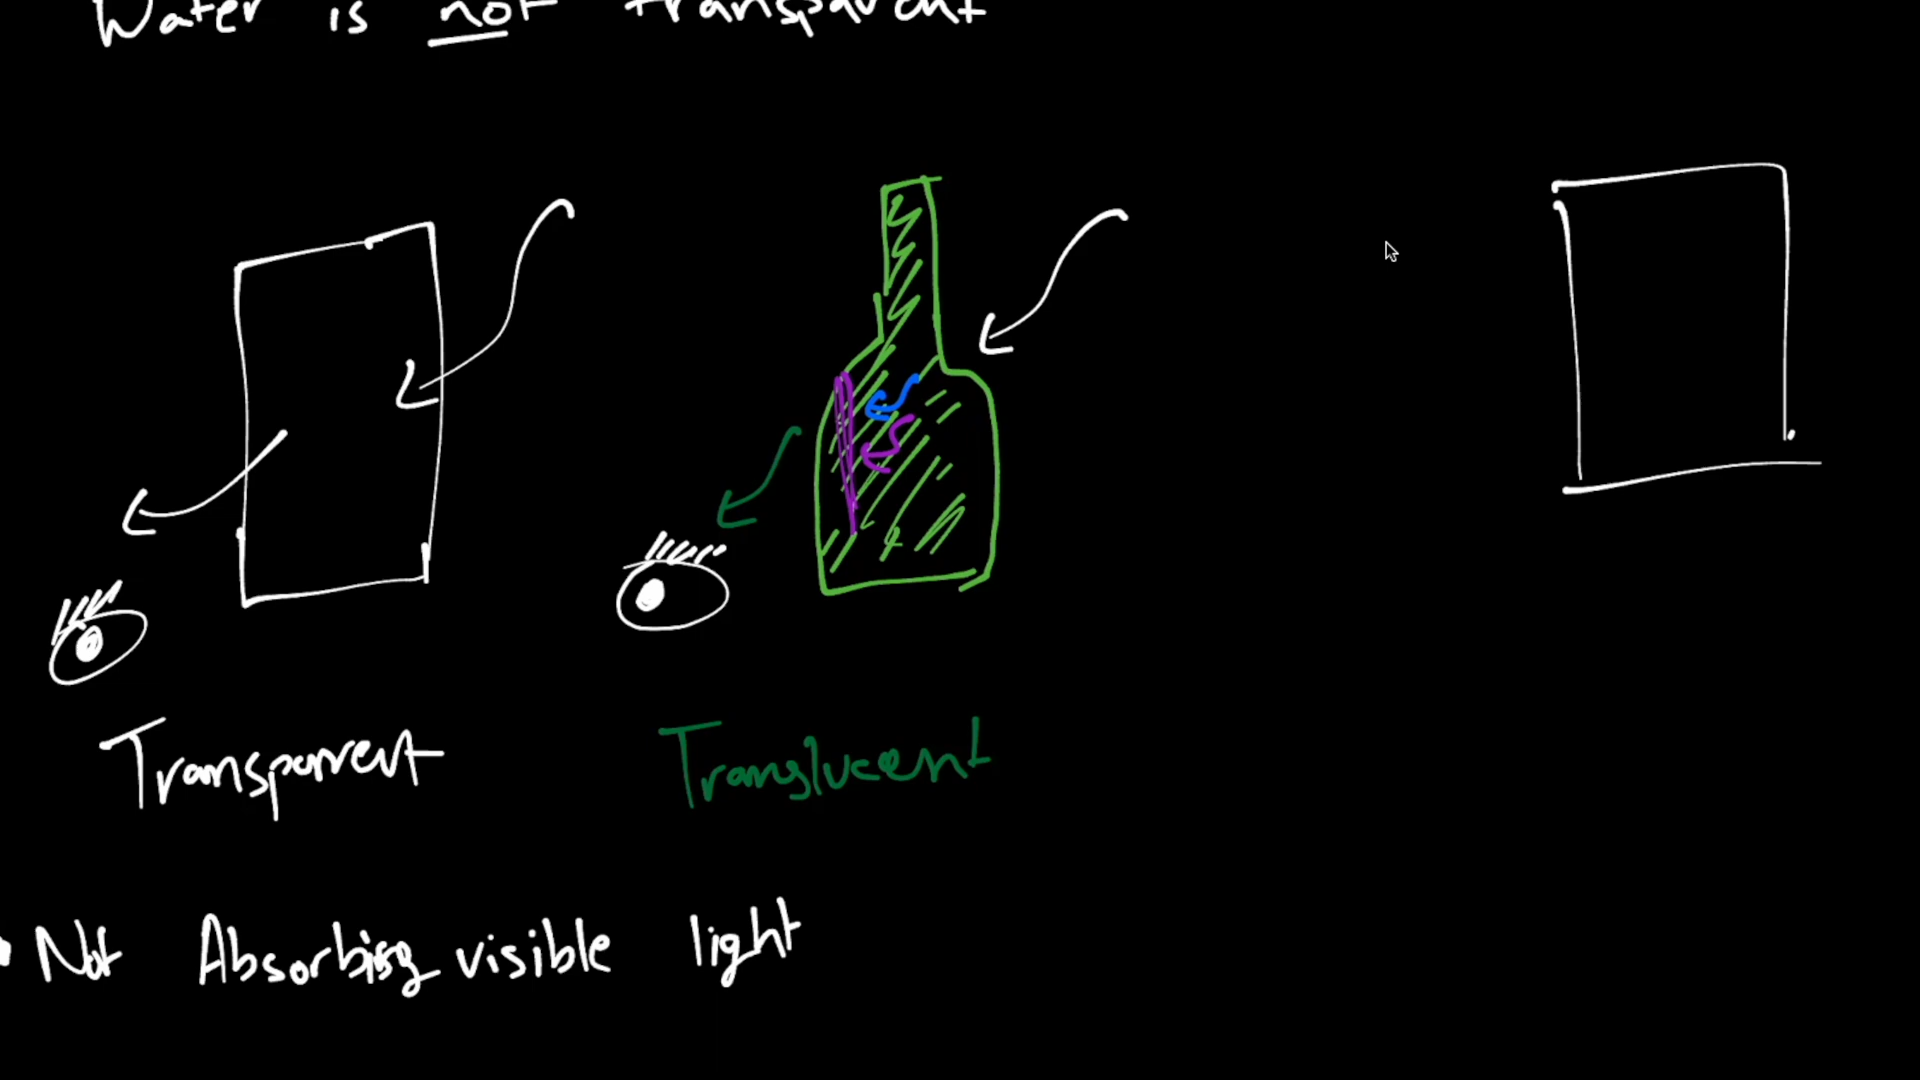 Water is not transparent
Transparent Translucent
Not Absorbing visible light